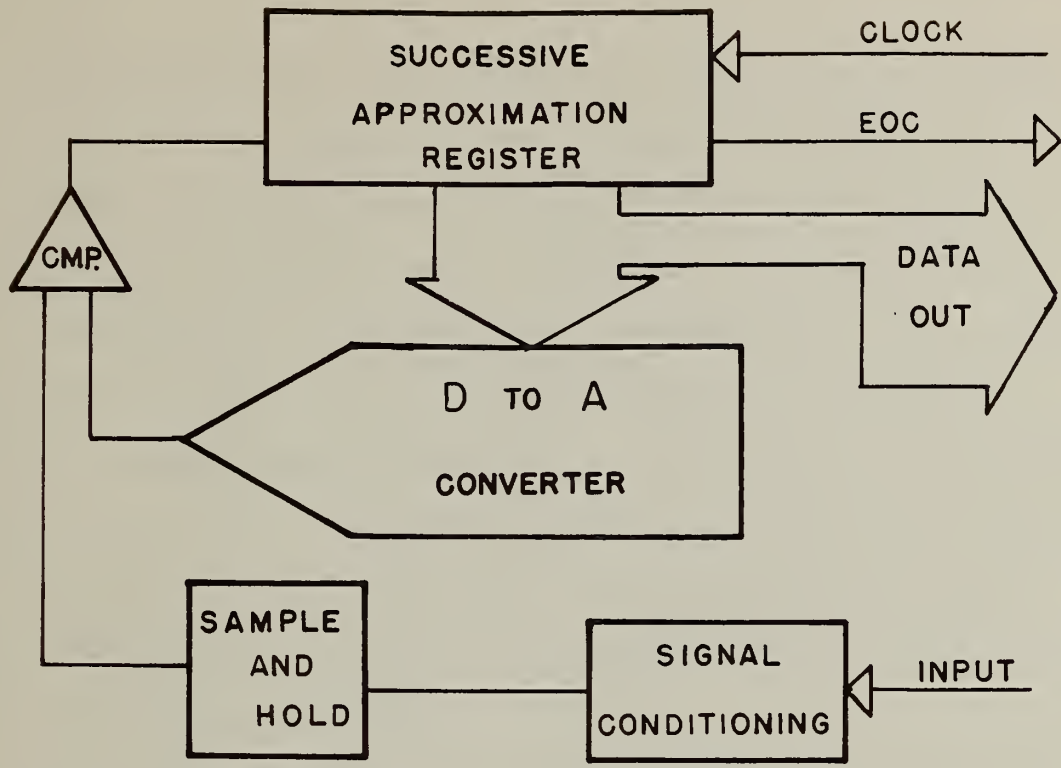 SUCCESSIVE
APPROXIMATION
REGISTER
CLOCK
EOC
CMP.
DATA
OUT
D TO A
CONVERTER
SAMPLE
AND
HOLD
SIGNAL
CONDITIONING
INPUT